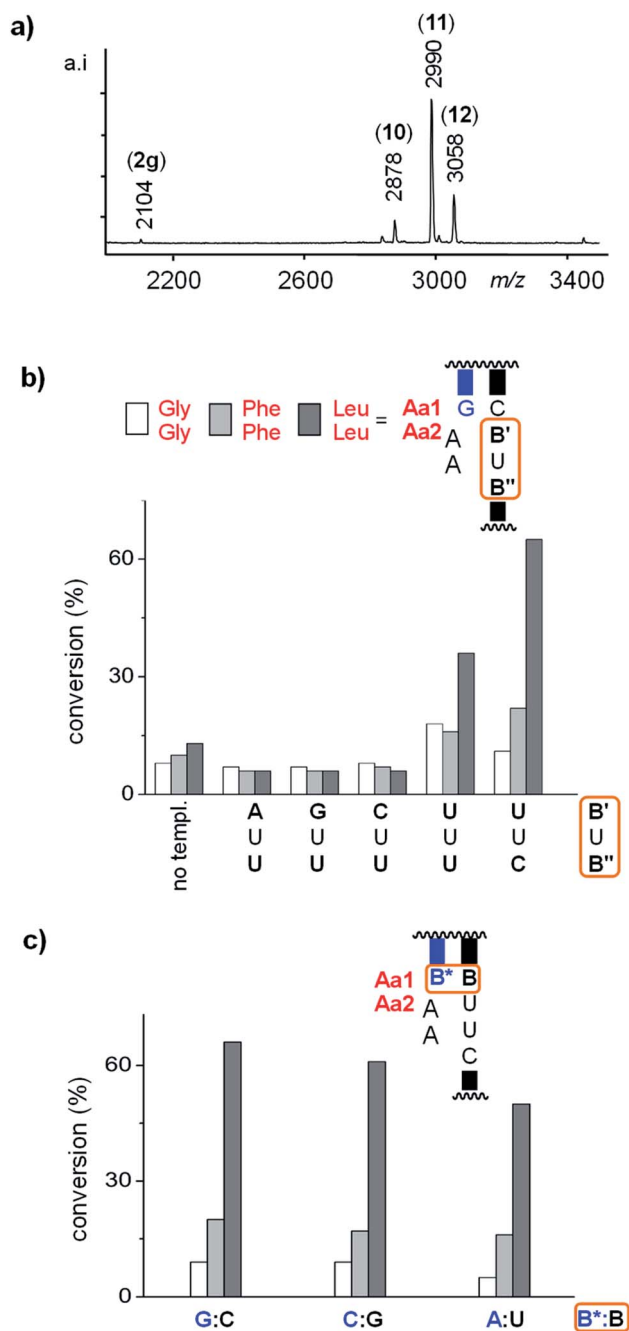 a)
a.i
(2g)
2104
(10)
2878
(11)
2990
(12)
3058
2200 2600 3000 m/z 3400
b)
Gly Phe Leu = Aa1 G C
Gly Phe Leu Aa2 A B'
A U
B"
conversion (%)
60
30
0
no templ.
A G C U U B'
U U U U U U
U U U U C B"
c)
Aa1 B* B
Aa2 A U
A U
C
conversion (%)
60
30
0
G:C C:G A:U B*:B